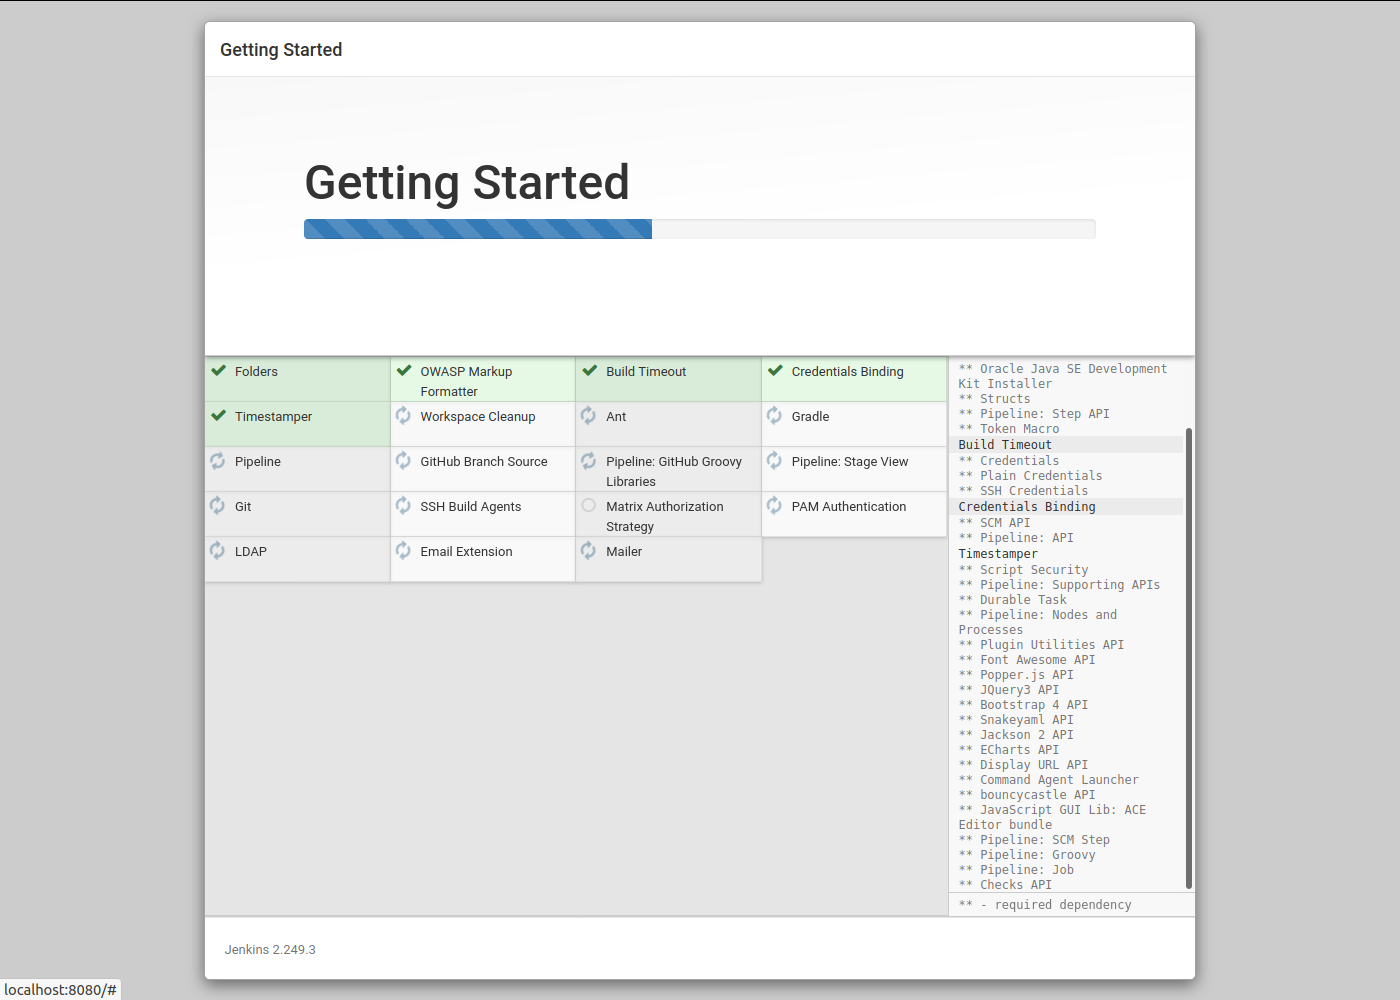 Getting Started
Getting Started
Folders
OWASP Markup
Formatter
Build Timeout
Credentials Binding
Timestamper
Workspace Cleanup
Ant
Gradle
Pipeline
GitHub Branch Source
Pipeline: GitHub Groovy
Libraries
Pipeline: Stage View
Git
SSH Build Agents
Matrix Authorization
Strategy
PAM Authentication
LDAP
Email Extension
Mailer
** Oracle Java SE Development
Kit Installer
** Structs
** Pipeline: Step API
** Token Macro
Build Timeout
** Credentials
** Plain Credentials
** SSH Credentials
Credentials Binding
** SCM API
** Pipeline: API
Timestamper
** Script Security
** Pipeline: Supporting APIs
** Durable Task
** Pipeline: Nodes and
Processes
** Plugin Utilities API
** Font Awesome API
** Popper.js API
** JQuery3 API
** Bootstrap 4 API
** Snakeyaml API
** Jackson 2 API
** ECharts API
** Display URL API
** Command Agent Launcher
** bouncycastle API
** JavaScript GUI Lib: ACE
Editor bundle
** Pipeline: SCM Step
** Pipeline: Groovy
** Pipeline: Job
** Checks API
** - required dependency
Jenkins 2.249.3
localhost:8080/#